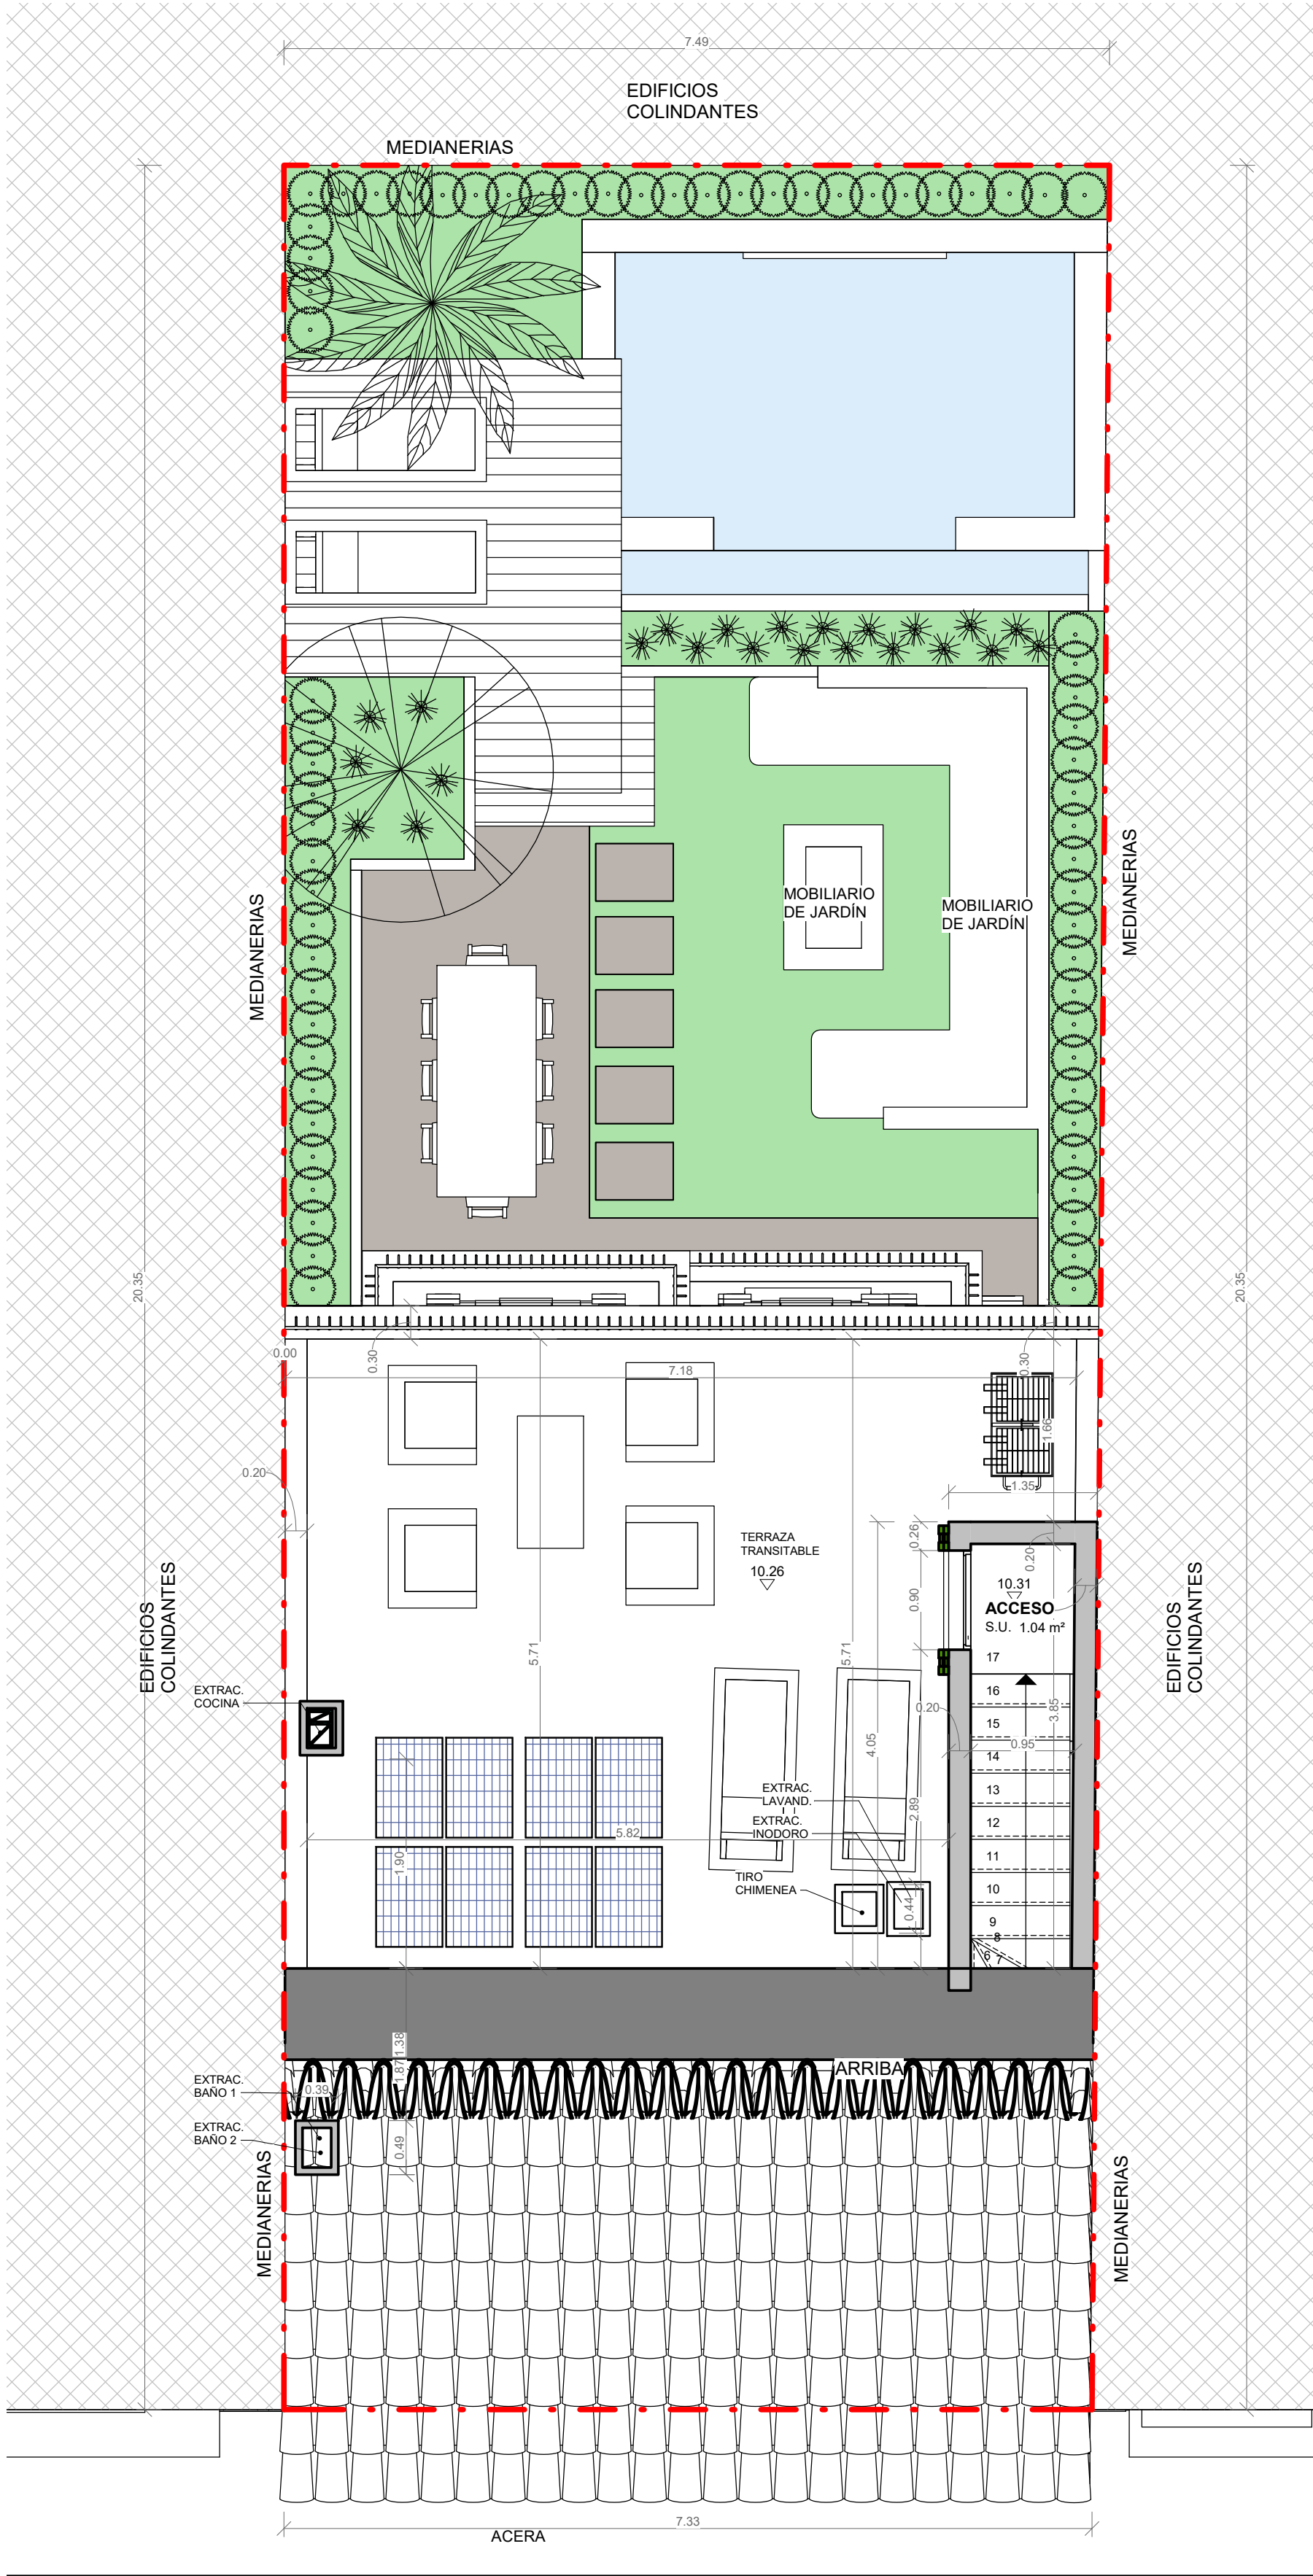 7.49
EDIFICIOS
COLINDANTES
MEDIANERIAS
MOBILIARIO
DE JARDÍN
MOBILIARIO
DE JARDÍN
MEDIANERIAS
MEDIANERIAS
20.35
20.35
0.00
0.30
7.18
0.30
1.66
0.20
1.35
TERRAZA
TRANSITABLE
10.26
0.26
0.20
0.90
10.31
ACCESO
S.U. 1.04 m²
EDIFICIOS
COLINDANTES
EDIFICIOS
COLINDANTES
5.71
5.71
17
16
15
14
13
12
11
10
9
8
7
6
EXTRAC.
COCINA
0.20
3.85
0.95
4.05
EXTRAC.
LAVAND.
2.89
EXTRAC.
INODORO
5.82
1.90
TIRO
CHIMENEA
0.44
1.38
1.87
ARRIBA
EXTRAC.
BAÑO 1
0.39
EXTRAC.
BAÑO 2
0.49
MEDIANERIAS
MEDIANERIAS
7.33
ACERA